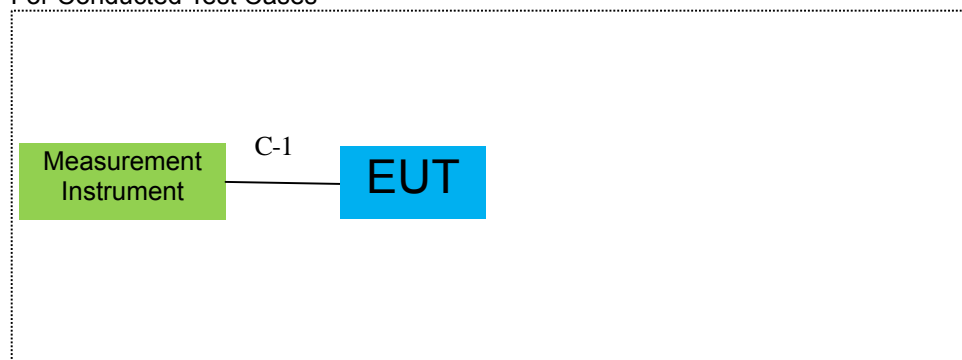 For Conducted Test Cases
C-1
Measurement
Instrument
EUT